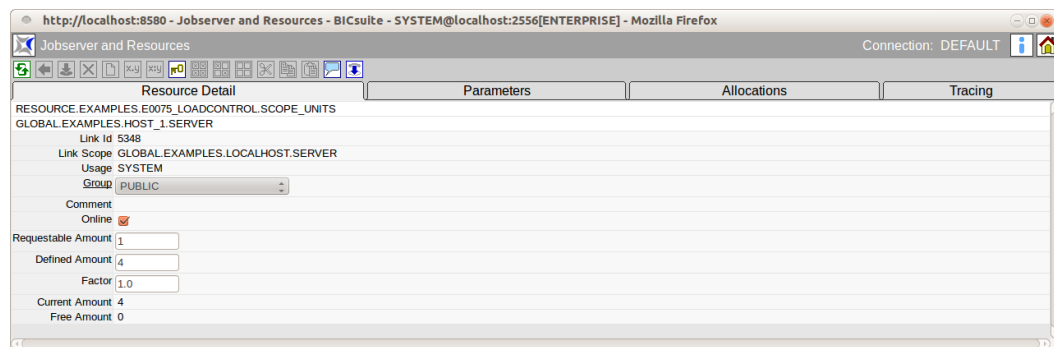 http://localhost:8580 - Jobserver and Resources - BICsuite - SYSTEM@localhost:2556[ENTERPRISE] - Mozilla Firefox
Jobserver and Resources Connection: DEFAULT
x.y x:y
Resource Detail Parameters Allocations Tracing
RESOURCE.EXAMPLES.E0075_LOADCONTROL.SCOPE_UNITS
GLOBAL.EXAMPLES.HOST_1.SERVER
Link Id 5348
Link Scope GLOBAL.EXAMPLES.LOCALHOST.SERVER
Usage SYSTEM
Group PUBLIC
Comment
Online
Requestable Amount 1
Defined Amount 4
Factor 1.0
Current Amount 4
Free Amount 0